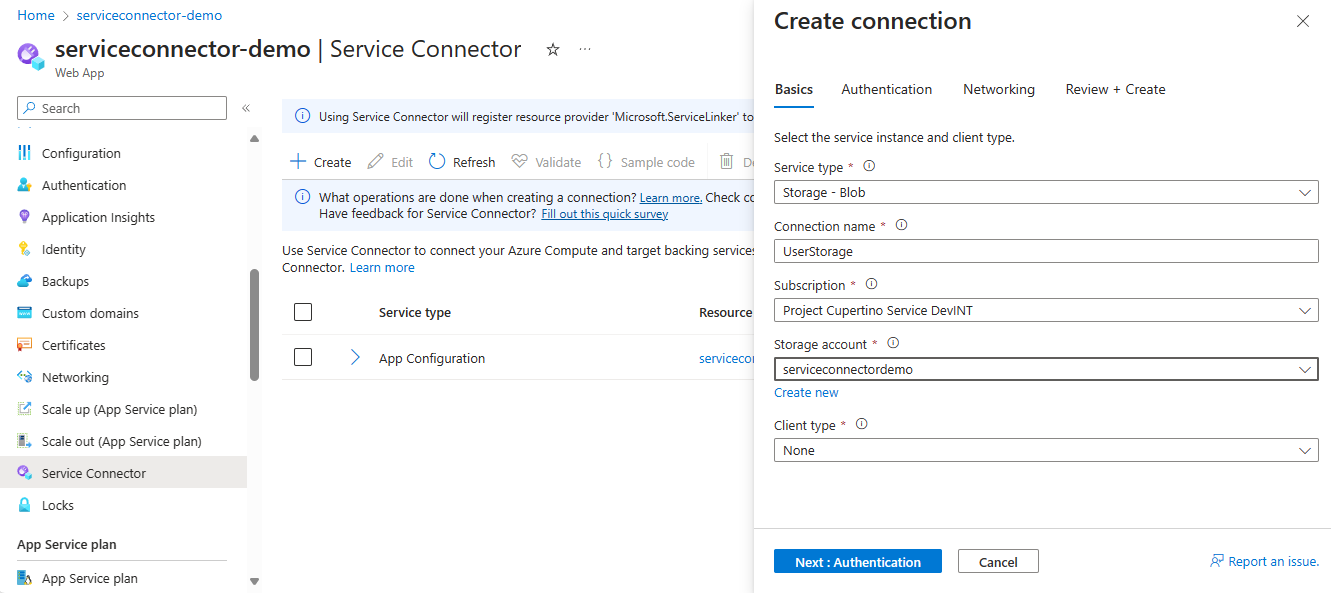 Home > serviceconnector-demo
serviceconnector-demo | Service Connector
Web App
Search
Configuration
Authentication
Application Insights
Identity
Backups
Custom domains
Certificates
Networking
Scale up (App Service plan)
Scale out (App Service plan)
Service Connector
Locks
App Service plan
App Service plan
Using Service Connector will register resource provider 'Microsoft.ServiceLinker' to
Create Edit Refresh Validate Sample code De
What operations are done when creating a connection? Learn more. Check co
Have feedback for Service Connector? Fill out this quick survey
Use Service Connector to connect your Azure Compute and target backing services
Connector. Learn more
Service type Resource
App Configuration servicecon
Create connection
Basics Authentication Networking Review + Create
Select the service instance and client type.
Service type *
Storage - Blob
Connection name *
UserStorage
Subscription *
Project Cupertino Service DevINT
Storage account *
serviceconnectordemo
Create new
Client type *
None
Next : Authentication Cancel Report an issue.